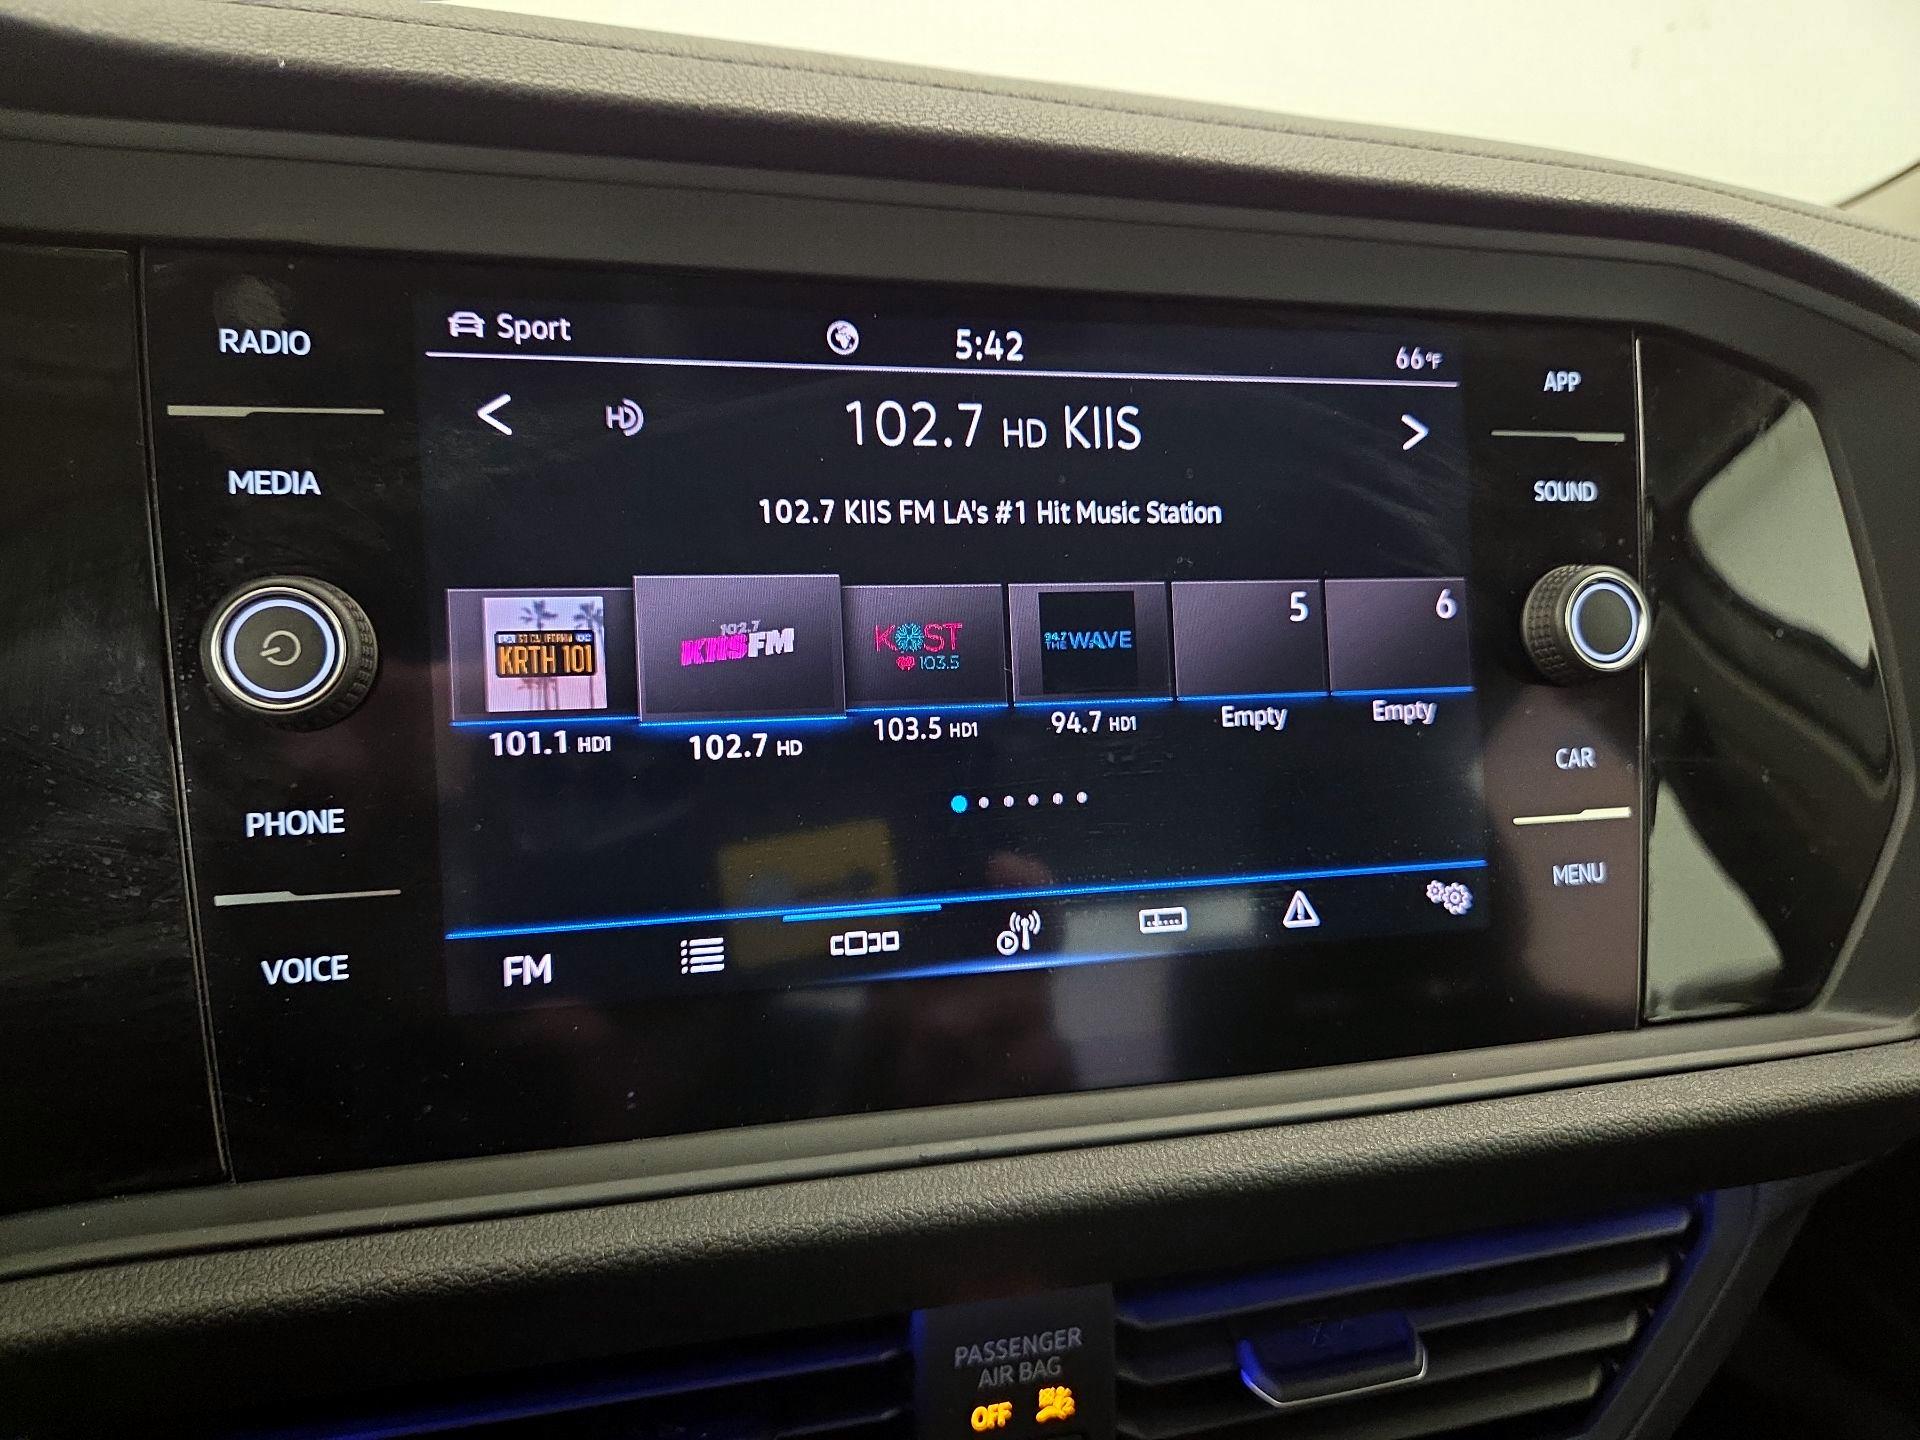 RADIO
MEDIA
PHONE
VOICE
Sport
5:42
66°F
HD
102.7 HD KIIS
102.7 KIIS FM LA's #1 Hit Music Station
KRTH 101
102.7
KIIS FM
KOST
103.5
94.7
THE WAVE
5
6
101.1 HD1
102.7 HD
103.5 HD1
94.7 HD1
Empty
Empty
FM
APP
SOUND
CAR
MENU
PASSENGER
AIR BAG
OFF